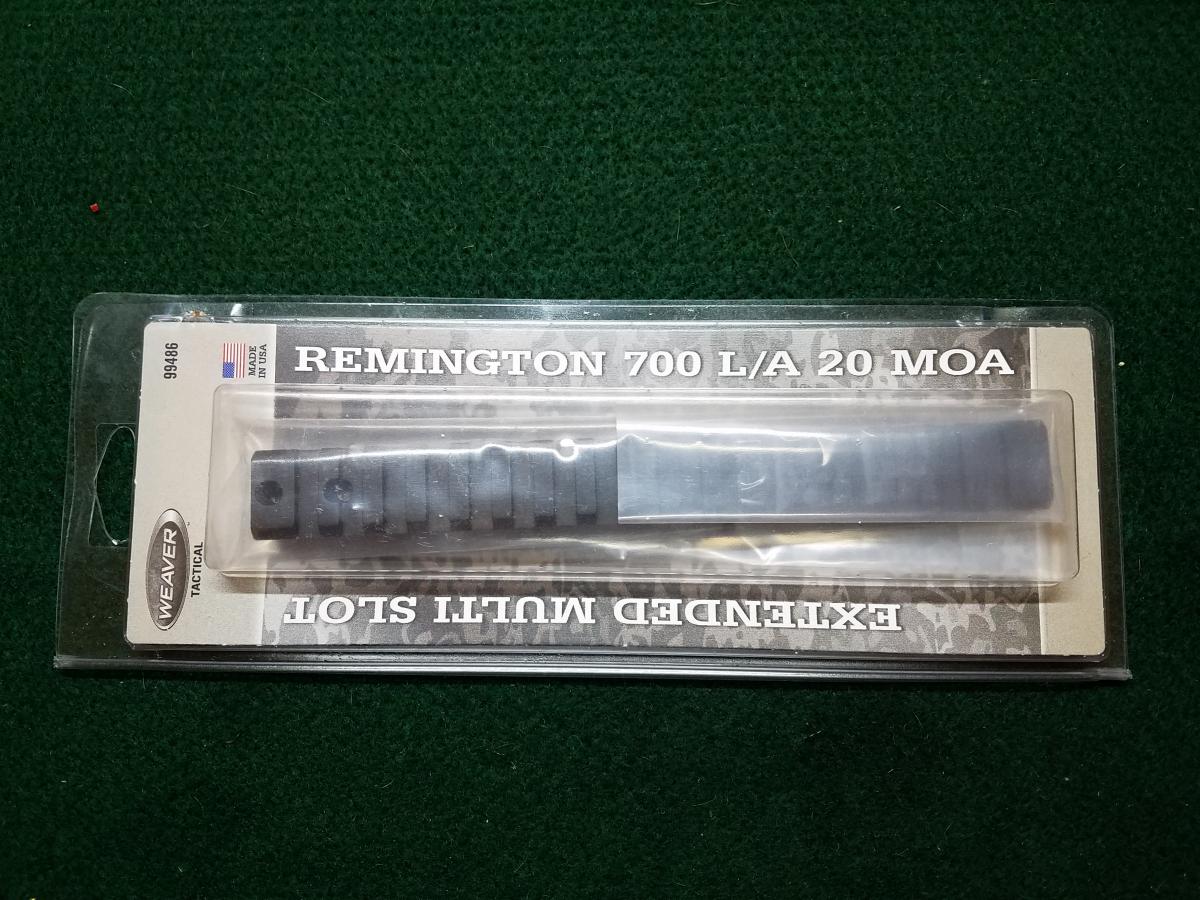 99486
MADE
IN USA
REMINGTON 700 L/A 20 MOA
WEAVER
TACTICAL
EXTENDED MULTI SLOT